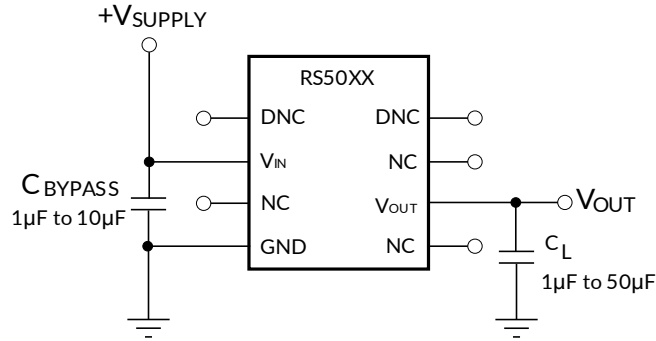 +VSUPPLY
RS50XX
DNC
DNC
VIN
NC
CBYPASS
1µF to 10µF
NC
VOUT
VOUT
GND
NC
CL
1µF to 50µF